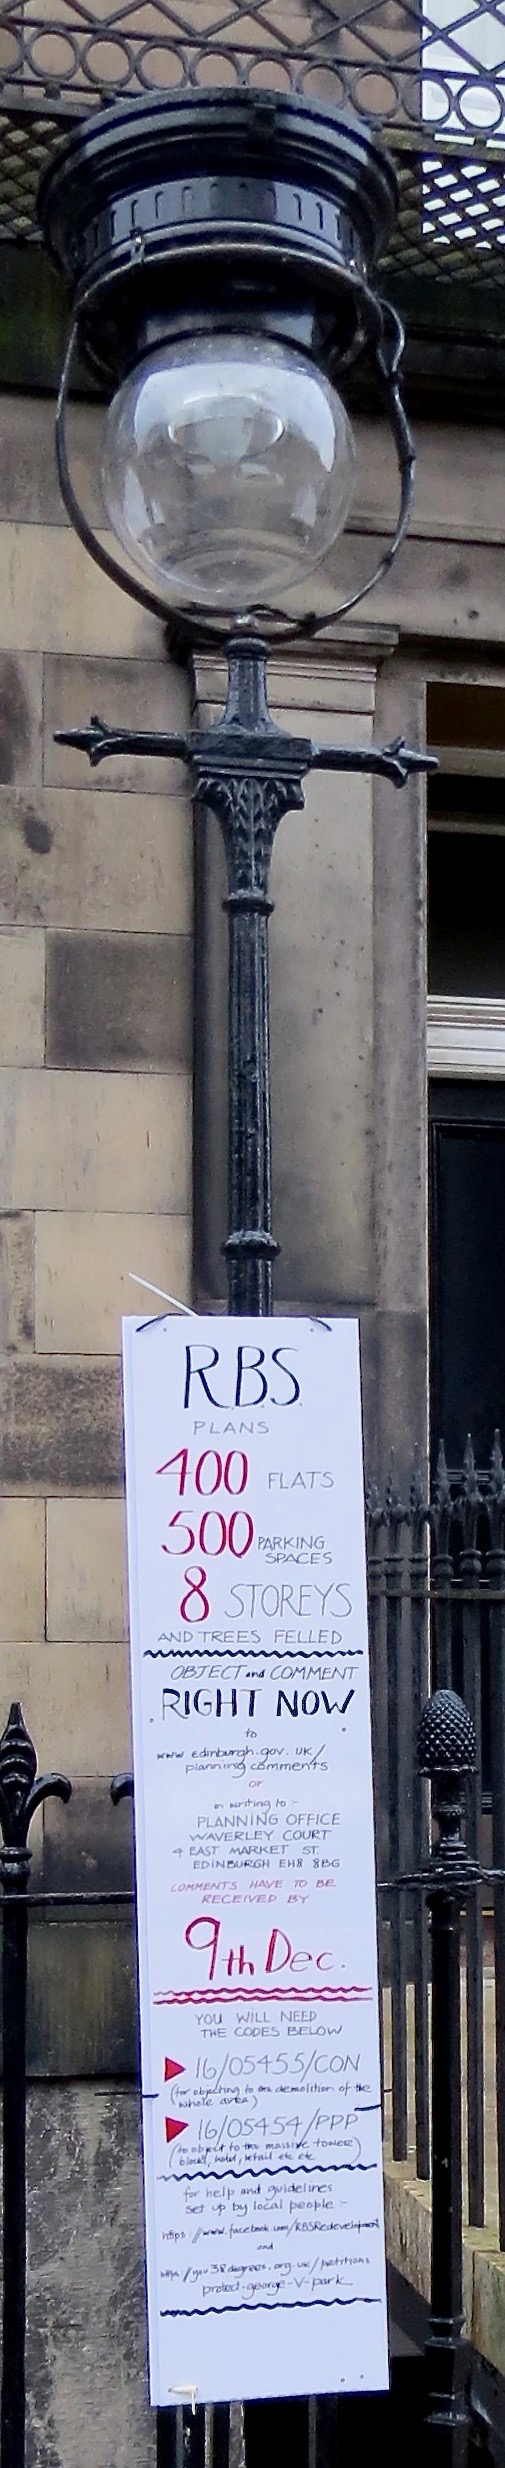 R.B.S.
PLANS
400 FLATS
500 PARKING
SPACES
8 STOREYS
AND TREES FELLED
OBJECT and COMMENT
RIGHT NOW
to
www edinburgh.gov.uk/
planning comments
or
in writing to :-
PLANNING OFFICE
WAVERLEY COURT
4 EAST MARKET ST.
EDINBURGH EH8 8BG
COMMENTS HAVE TO BE
RECEIVED BY
9th Dec.
YOU WILL NEED
THE CODES BELOW
16/05455/CON
(for objecting to the demolition of the
whole area)
16/05454/PPP
(to object to the massive tower
blocks, hotel, retail etc etc
for help and guidelines
set up by local people :-
https://www.facebook.com/RBSRedevelopment
and
https://you.38degrees.org.uk/petitions
protect-george-V-park